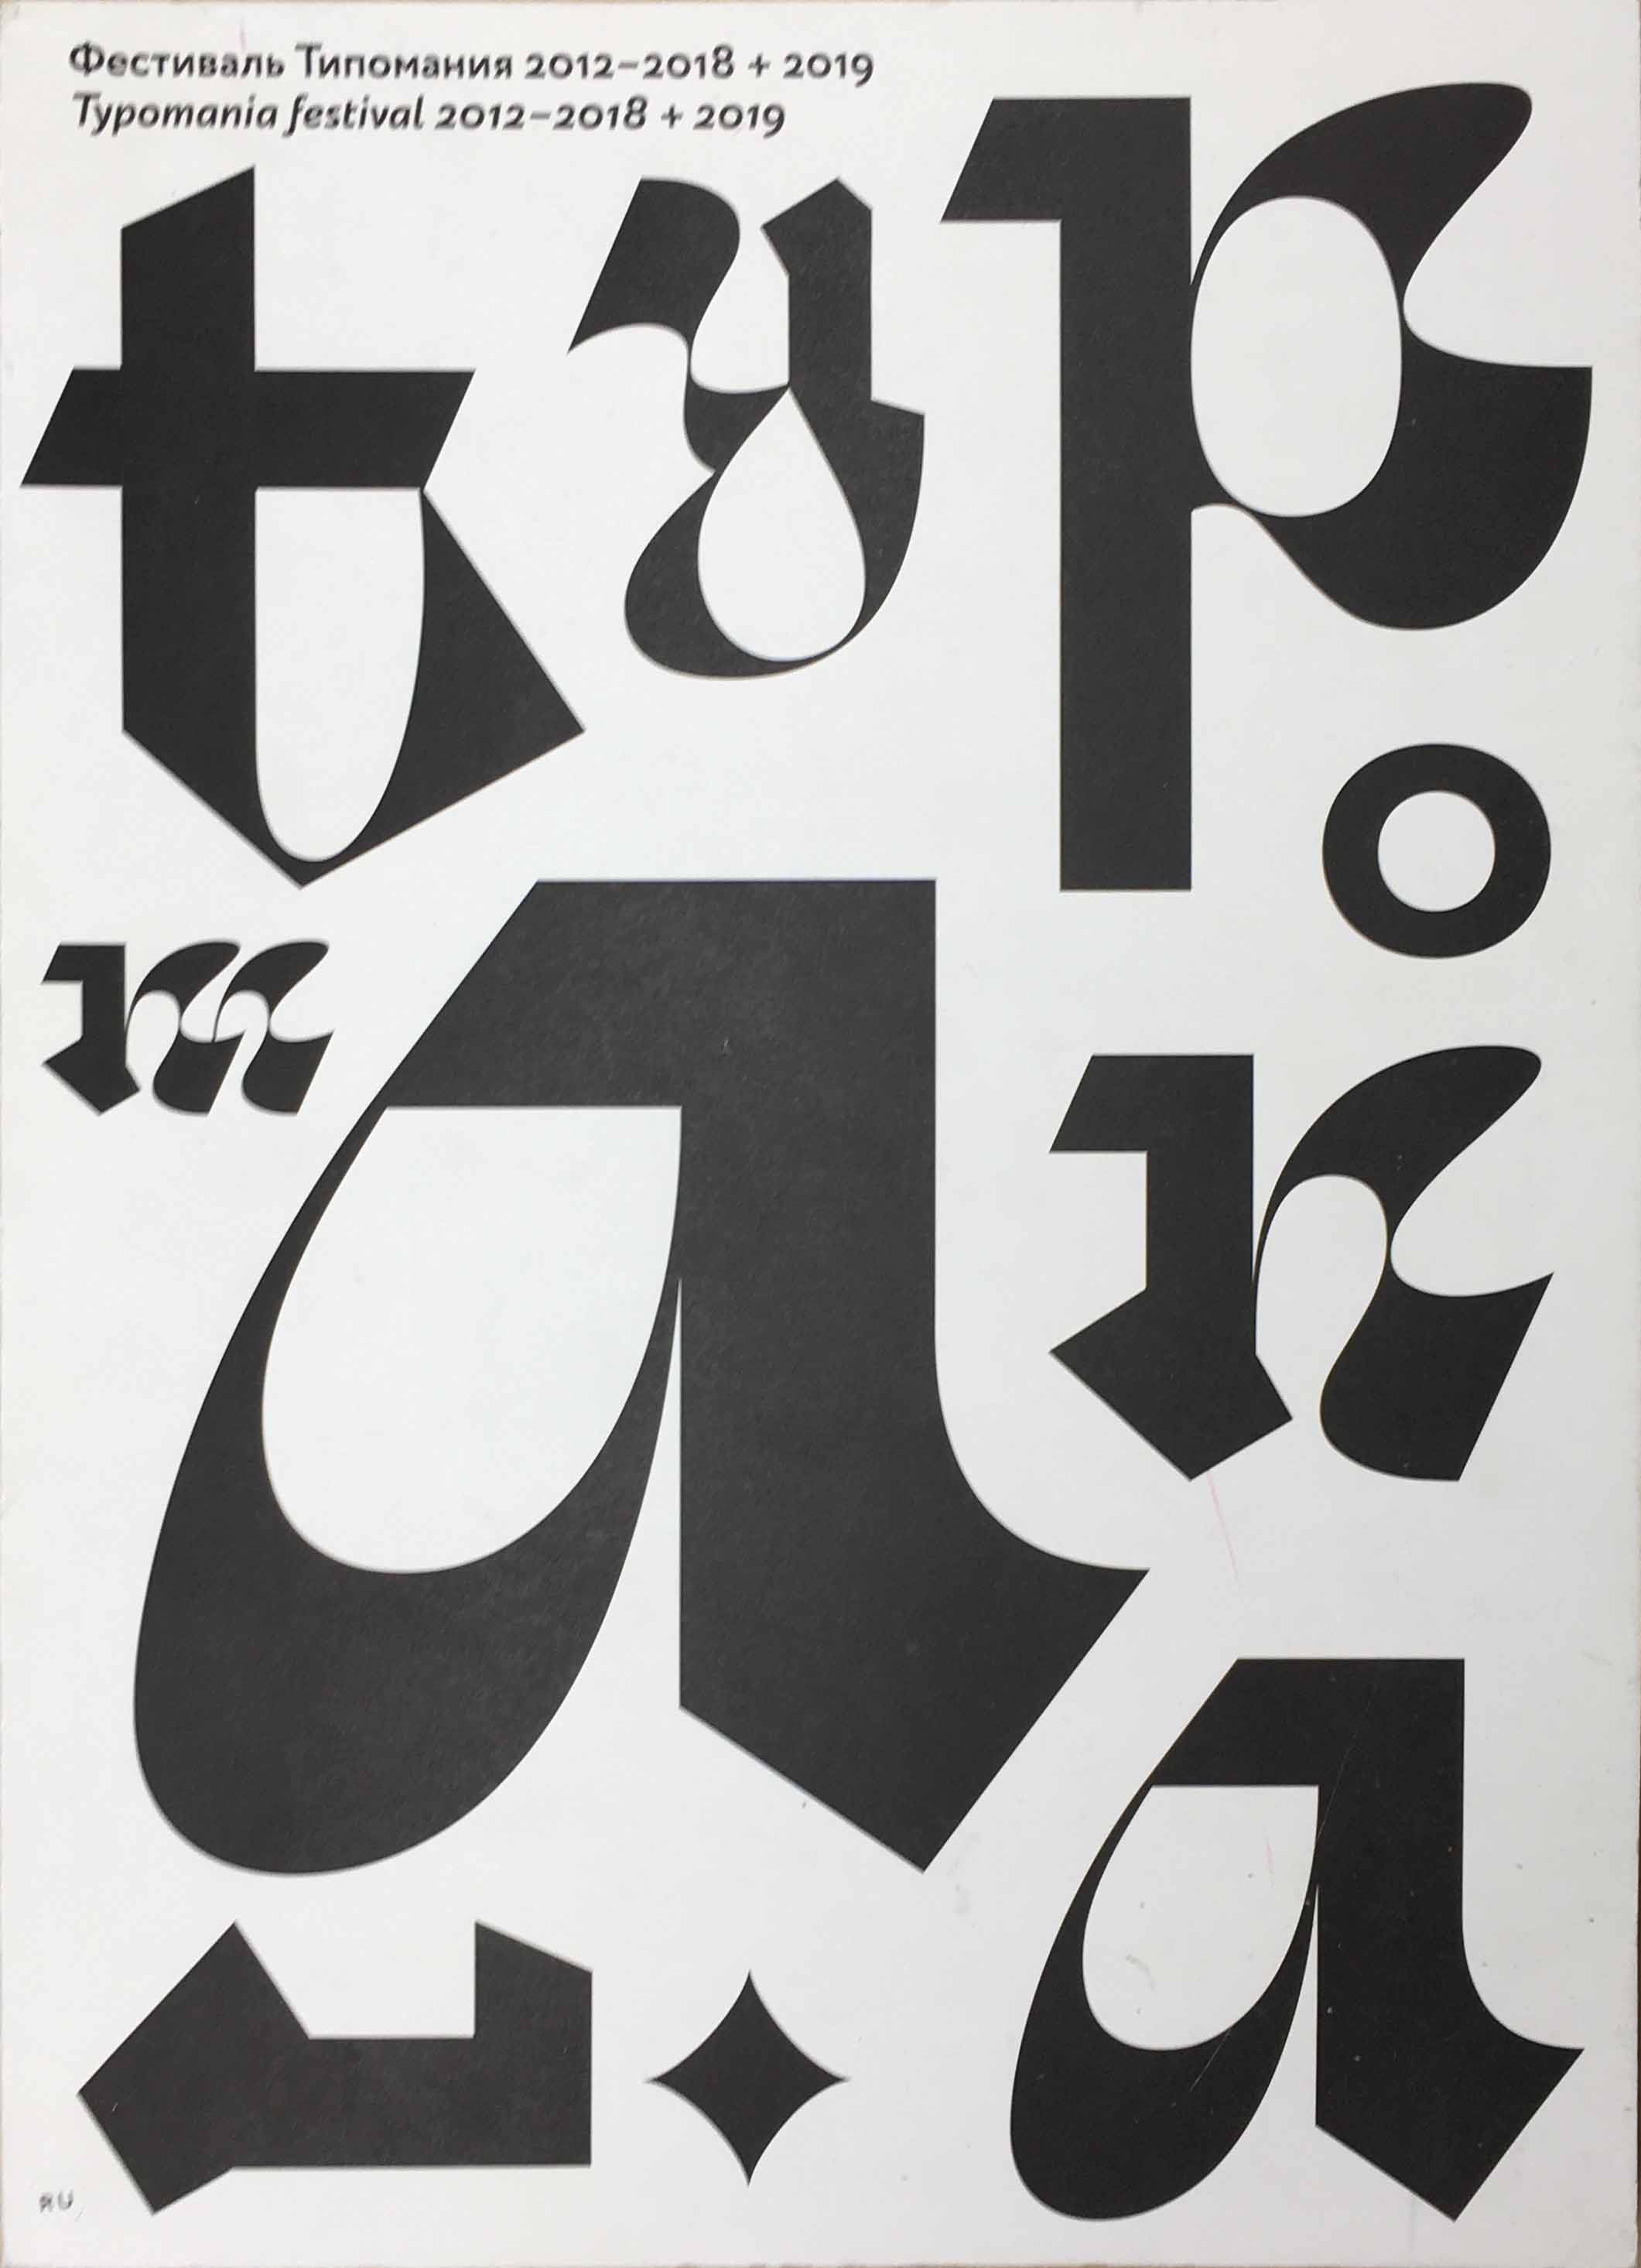 Фестиваль Типомания 2012–2018 + 2019
Typomania festival 2012–2018 + 2019
typo
mania
RU